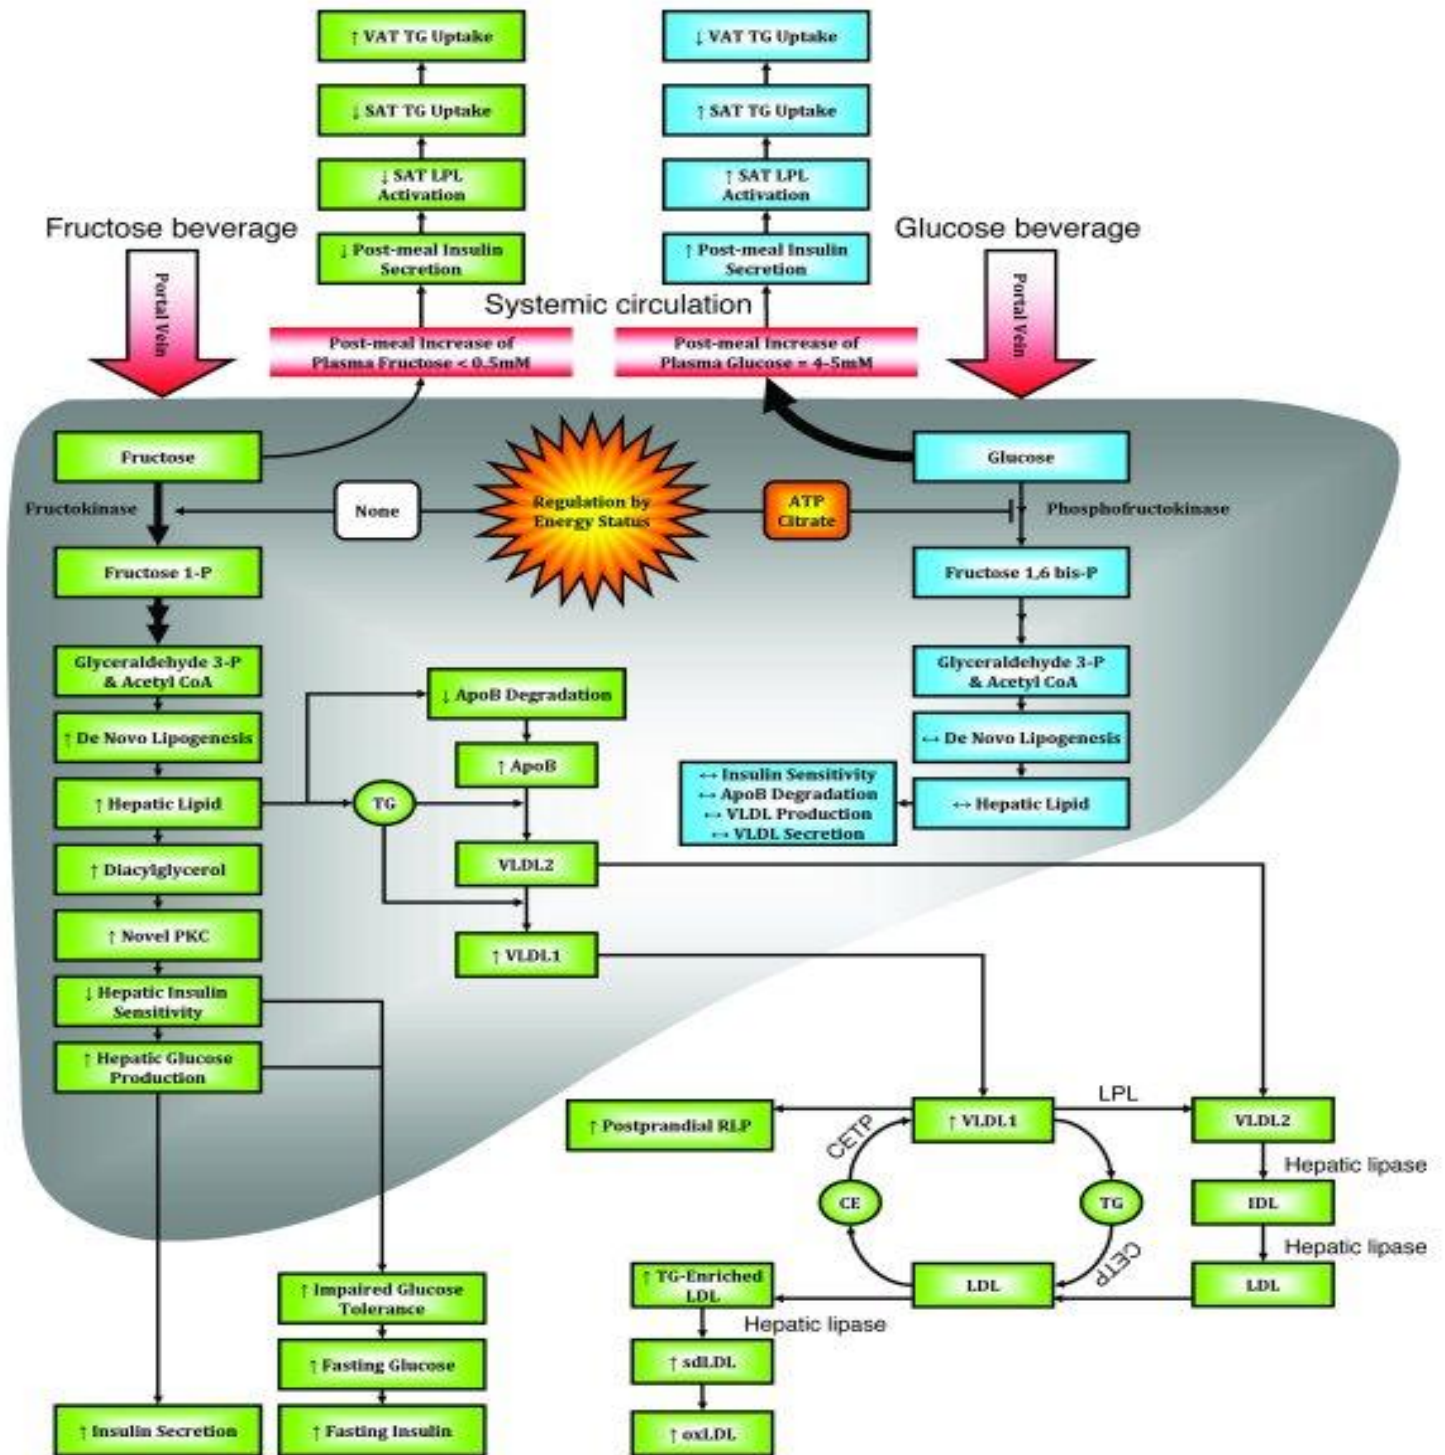 ↑ VAT TG Uptake
↓ VAT TG Uptake
↓ SAT TG Uptake
↑ SAT TG Uptake
↓ SAT LPL
Activation
↑ SAT LPL
Activation
Fructose beverage
Glucose beverage
↓ Post-meal Insulin
Secretion
↑ Post-meal Insulin
Secretion
Portal Vein
Portal Vein
Systemic circulation
Post-meal Increase of
Plasma Fructose < 0.5mM
Post-meal Increase of
Plasma Glucose = 4-5mM
Fructose
Glucose
Fructokinase
None
Regulation by
Energy Status
ATP
Citrate
Phosphofructokinase
Fructose 1-P
Fructose 1,6 bis-P
Glyceraldehyde 3-P
& Acetyl CoA
↓ ApoB Degradation
Glyceraldehyde 3-P
& Acetyl CoA
↑ De Novo Lipogenesis
↑ ApoB
↔ De Novo Lipogenesis
↑ Hepatic Lipid
TG
↔ Insulin Sensitivity
↔ ApoB Degradation
↔ VLDL Production
↔ VLDL Secretion
↔ Hepatic Lipid
↑ Diacylglycerol
VLDL2
↑ Novel PKC
↑ VLDL1
↓ Hepatic Insulin
Sensitivity
↑ Hepatic Glucose
Production
↑ Postprandial RLP
CETP
↑ VLDL1
LPL
VLDL2
Hepatic lipase
CE
TG
IDL
CETP
Hepatic lipase
↑ Impaired Glucose
Tolerance
↑ TG-Enriched
LDL
LDL
LDL
Hepatic lipase
↑ Fasting Glucose
↑ sdLDL
↑ Insulin Secretion
↑ Fasting Insulin
↑ oxLDL